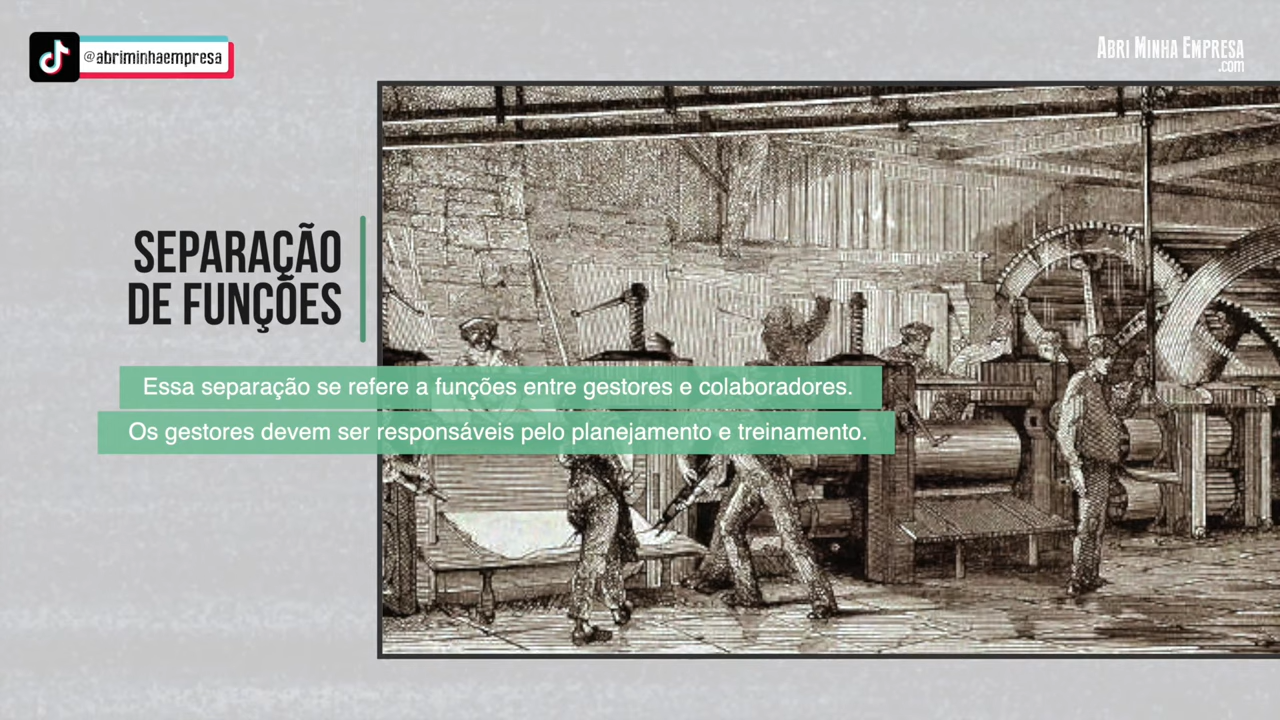 @abriminhaempresa
ABRI MINHA EMPRESA
.com
SEPARAÇÃO
DE FUNÇÕES
Essa separação se refere a funções entre gestores e colaboradores.
Os gestores devem ser responsáveis pelo planejamento e treinamento.